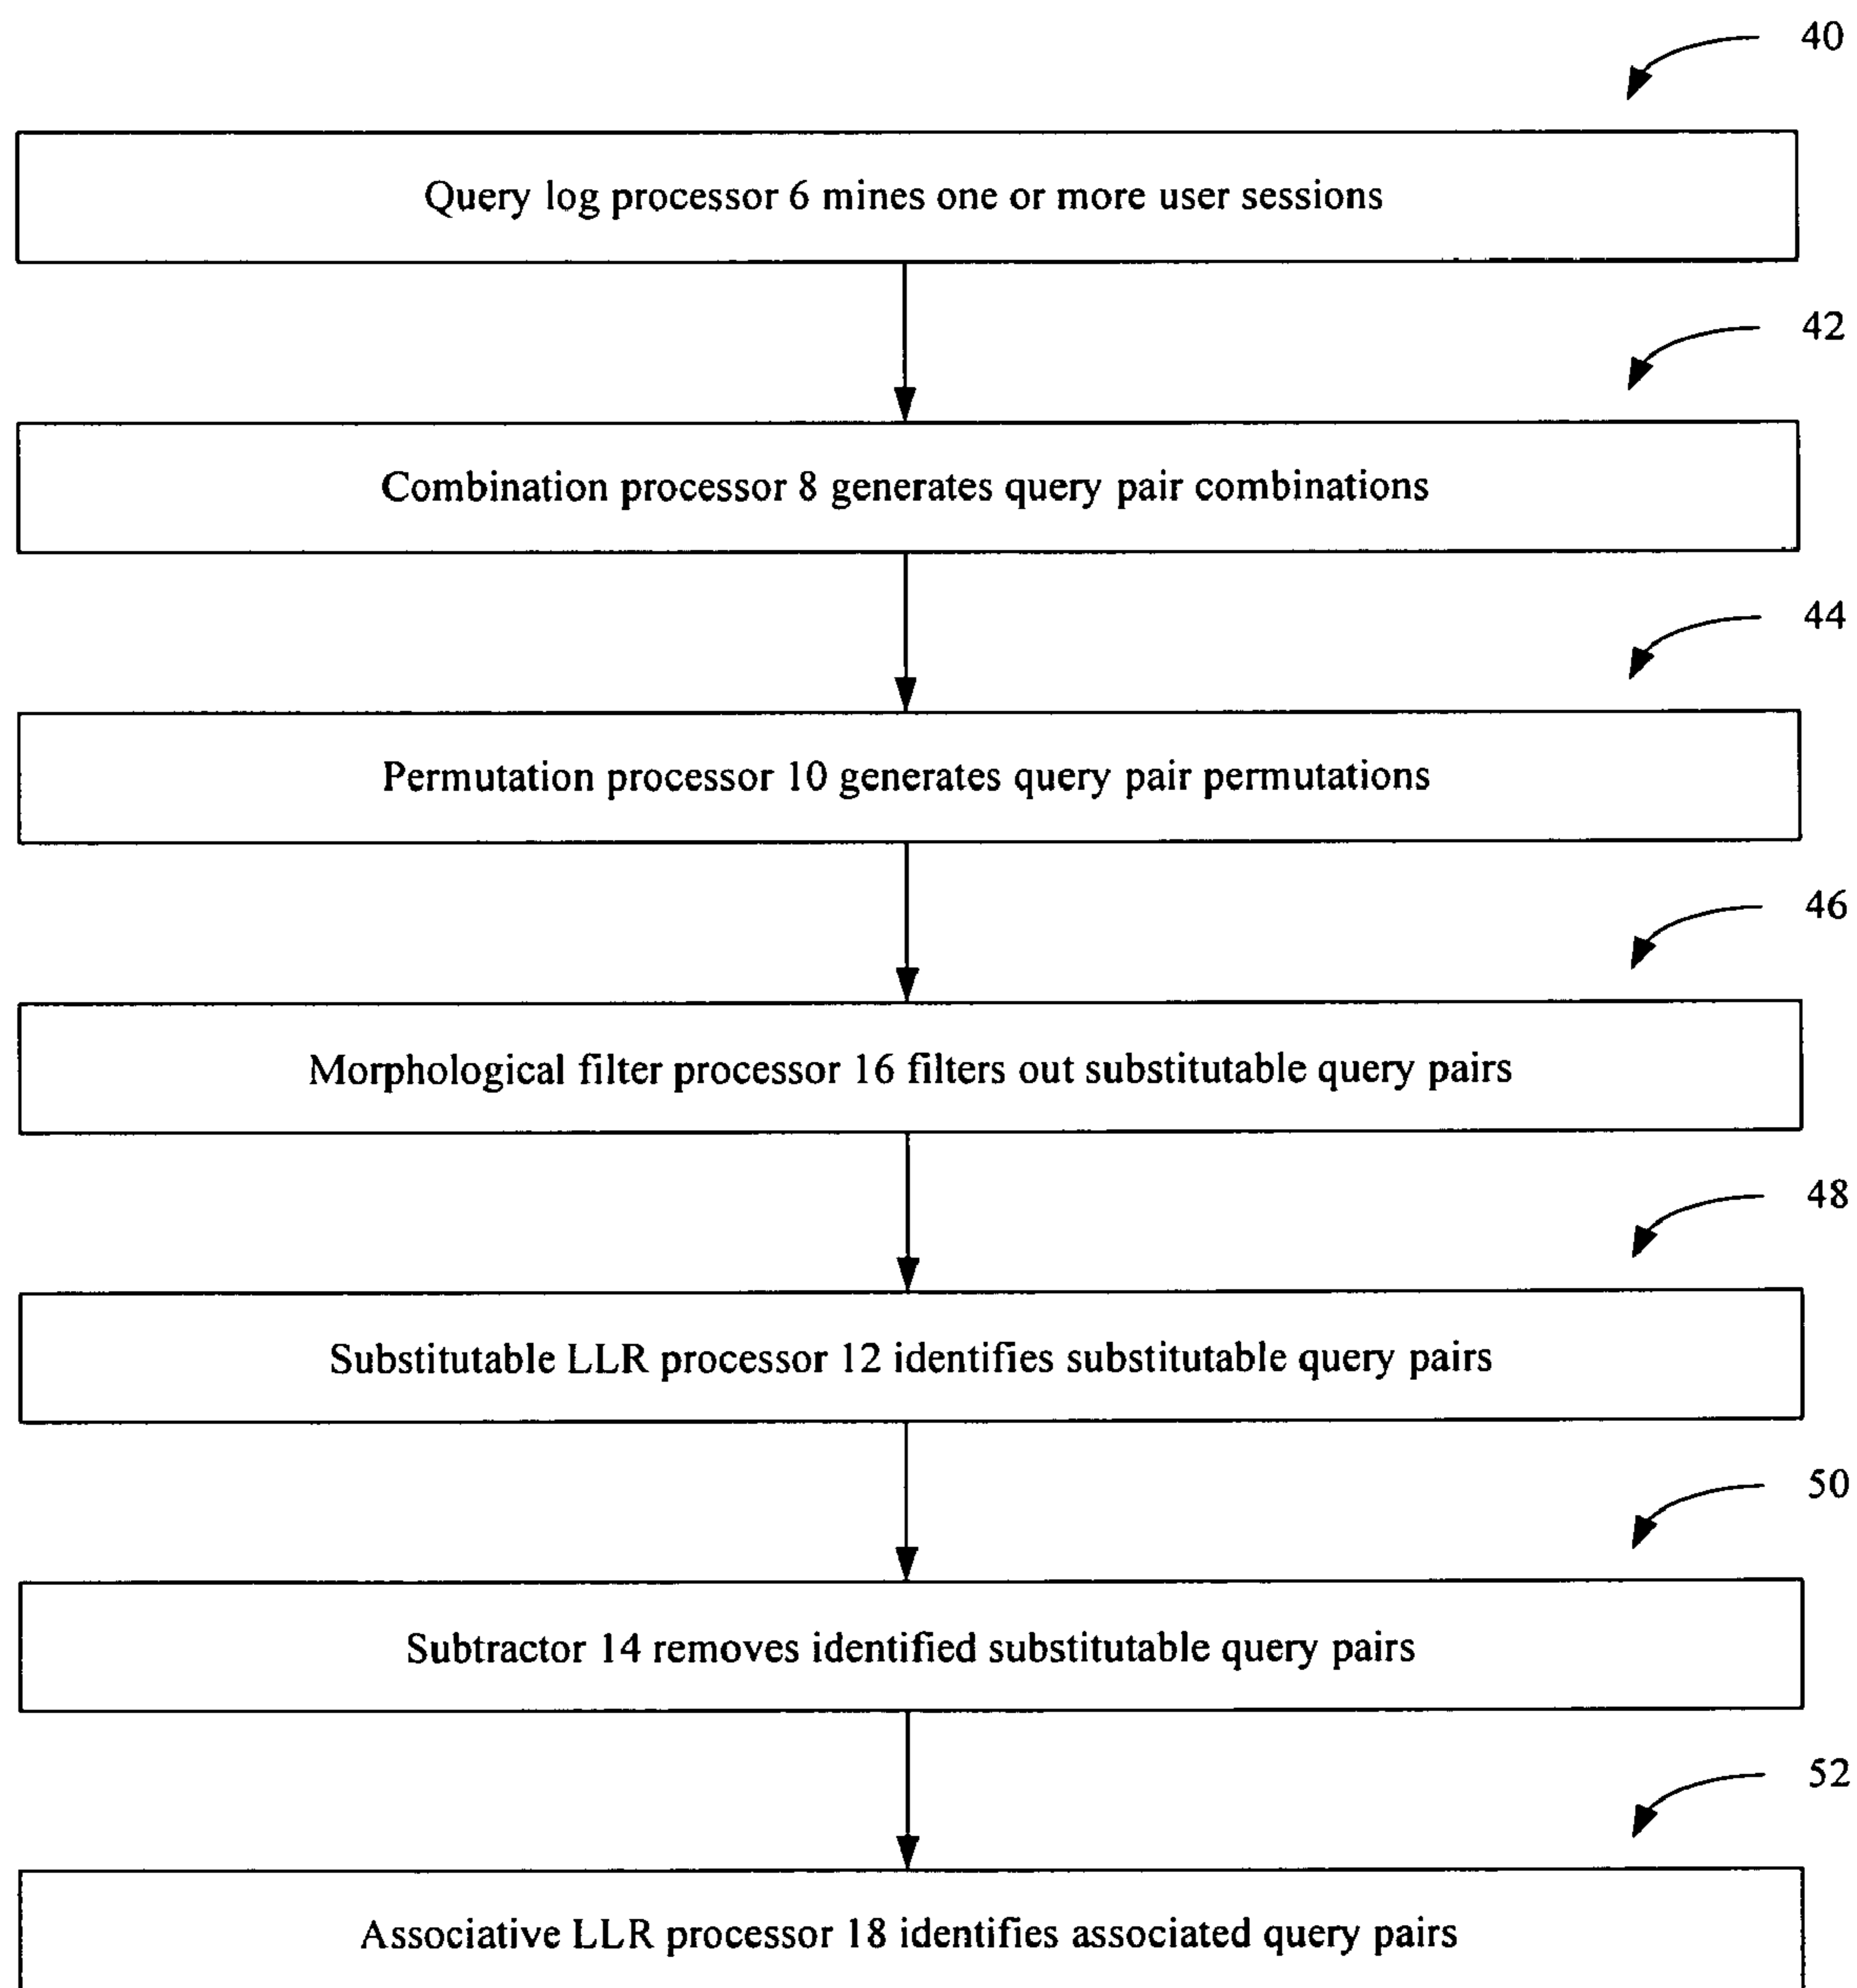 40
Query log processor 6 mines one or more user sessions
42
Combination processor 8 generates query pair combinations
44
Permutation processor 10 generates query pair permutations
46
Morphological filter processor 16 filters out substitutable query pairs
48
Substitutable LLR processor 12 identifies substitutable query pairs
50
Subtractor 14 removes identified substitutable query pairs
52
Associative LLR processor 18 identifies associated query pairs